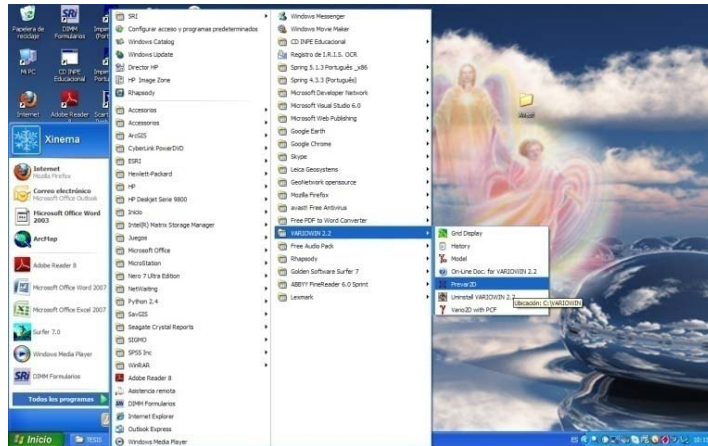 Papelera de reciclaje
DIMM Formularios
Mi PC
CD INPE Educacional
Internet
Adobe Reader
Xinema
Internet
Mozilla Firefox
Correo electrónico
Microsoft Office Outlook
Microsoft Office Word 2003
ArcMap
Adobe Reader 8
Microsoft Office Word 2007
Microsoft Office Excel 2007
Surfer 7.0
Windows Media Player
DIMM Formularios
Todos los programas
Inicio
TESIS
SRI
Configurar acceso y programas predeterminados
Windows Catalog
Windows Update
Director HP
HP Image Zone
Rhapsody
Accesorios
Accessories
ArcGIS
CyberLink PowerDVD
ESRI
Hewlett-Packard
HP
HP Deskjet Serie 9800
Inicio
Intel(R) Matrix Storage Manager
Juegos
Microsoft Office
MicroStation
Nero 7 Ultra Edition
NetWaiting
Python 2.4
SavGIS
Seagate Crystal Reports
SIGMO
SPSS Inc
WinRAR
Adobe Reader 8
Asistencia remota
DIMM Formularios
Internet Explorer
Outlook Express
Windows Media Player
Windows Messenger
Windows Movie Maker
CD INPE Educacional
Registro de I.R.I.S. OCR
Spring 5.1.3 Português _x86
Spring 4.3.3 (Português)
Microsoft Developer Network
Microsoft Visual Studio 6.0
Microsoft Web Publishing
Google Earth
Google Chrome
Skype
Leica Geosystems
GeoNetwork opensource
Mozilla Firefox
avast! Free Antivirus
Free PDF to Word Converter
VARIOWIN 2.2
Free Audio Pack
Rhapsody
Golden Software Surfer 7
ABBYY FineReader 6.0 Sprint
Lexmark
Grid Display
History
Model
On-Line Doc. for VARIOWIN 2.2
Prevar2D
Uninstall VARIOWIN 2.2
Ubicación: C:\VARIOWIN
Vario2D with PCF
ES